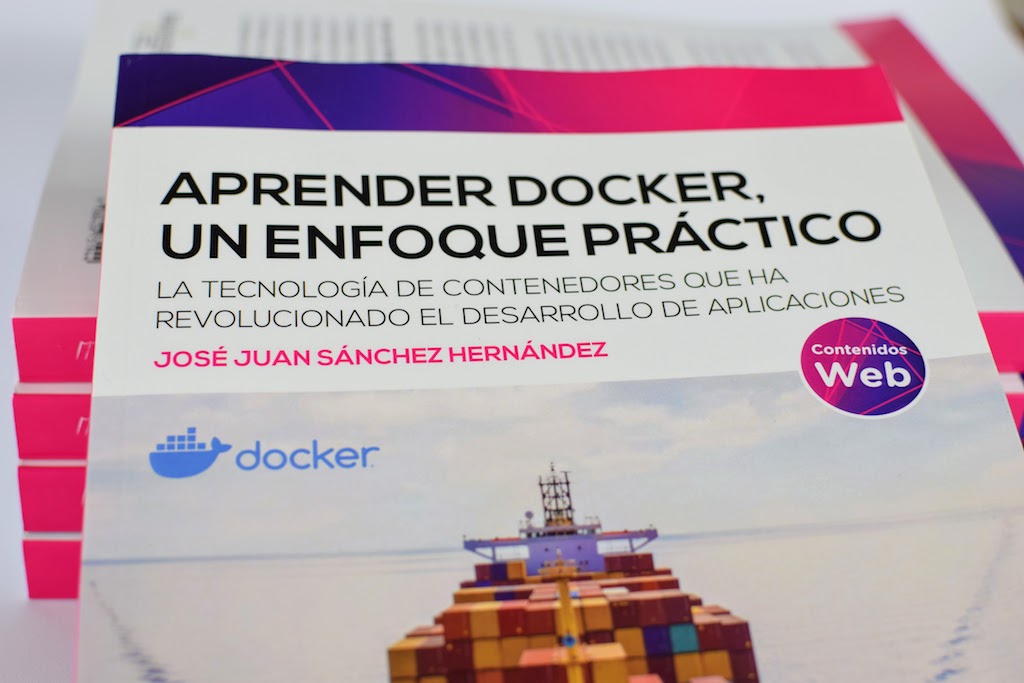 APRENDER DOCKER,
UN ENFOQUE PRÁCTICO
LA TECNOLOGÍA DE CONTENEDORES QUE HA
REVOLUCIONADO EL DESARROLLO DE APLICACIONES
JOSÉ JUAN SÁNCHEZ HERNÁNDEZ
Contenidos
Web
docker